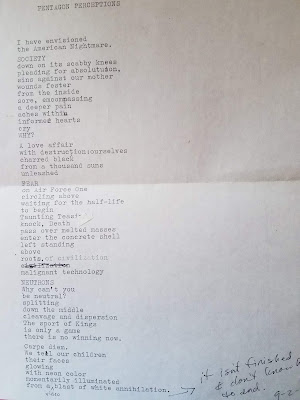 PENTAGON PERCEPTIONS
I have envisioned
the American Nightmare.
SOCIETY
down on its scabby knees
pleading for absolution,
sins against our mother
wounds fester
from the inside
sore, encompassing
a deeper pain
aches within
informed hearts
cry
WHY?
A love affair
with destruction:ourselves
charred black
from a thousand suns
unleashed
FEAR
on Air Force One
circling above
waiting for the half-life
to begin
Taunting Teasing
knock, Death
pass over melted masses
enter the concrete shell
left standing
above
roots of civilization
malignant technology
NEUTRONS
Why can't you
be neutral?
splitting
down the middle
cleavage and dispersion
The sport of Kings
is only a game
there is no winning now.
Carpe diem.
We tell our children
their faces
glowing
with neon color
momentarily illuminated
from a blast of white annihilation.
it isn't finished
I don't know
to end.